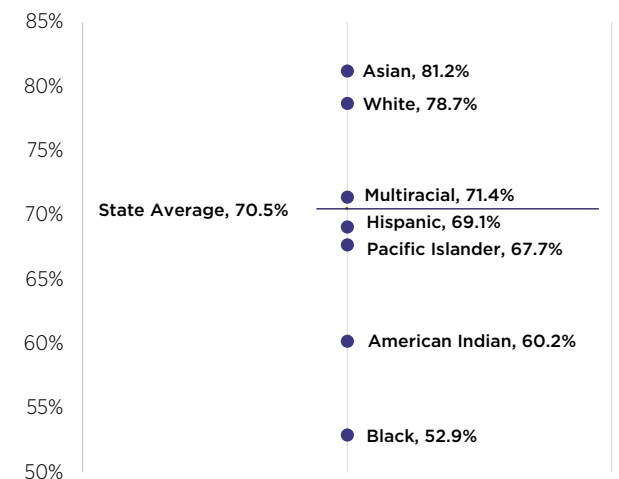 85%
Asian, 81.2%
80%
White, 78.7%
75%
Multiracial, 71.4%
70%
State Average, 70.5%
Hispanic, 69.1%
Pacific Islander, 67.7%
65%
60%
American Indian, 60.2%
55%
Black, 52.9%
50%